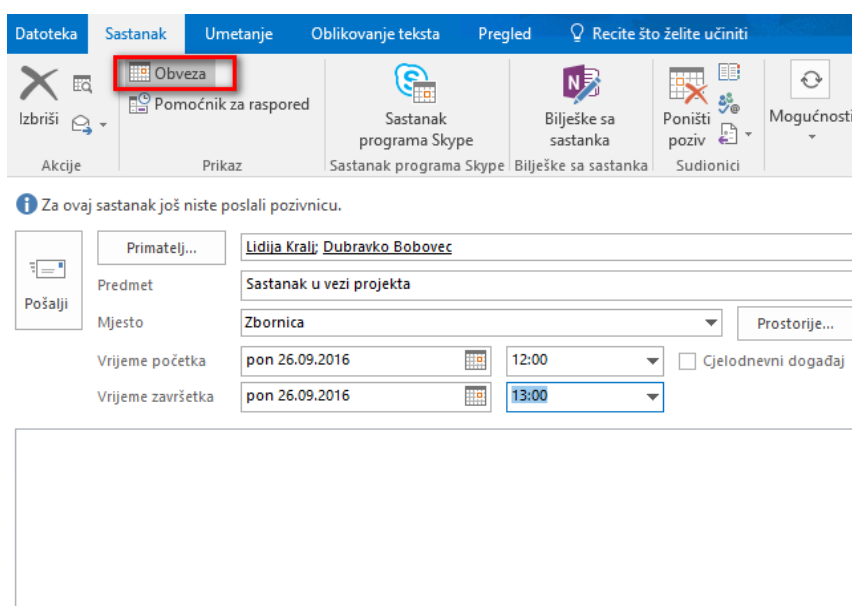 Datoteka Sastanak Umetanje Oblikovanje teksta Pregled Recite što želite učiniti
Obveza
Pomoćnik za raspored
Izbriši
Sastanak programa Skype
Bilješke sa sastanka
Poništi poziv
Mogućnosti
Akcije Prikaz Sastanak programa Skype Bilješke sa sastanka Sudionici
Za ovaj sastanak još niste poslali pozivnicu.
Pošalji
Primatelj... Lidija Kralj; Dubravko Bobovec
Predmet Sastanak u vezi projekta
Mjesto Zbornica Prostorije...
Vrijeme početka pon 26.09.2016 12:00 Cjelodnevni događaj
Vrijeme završetka pon 26.09.2016 13:00